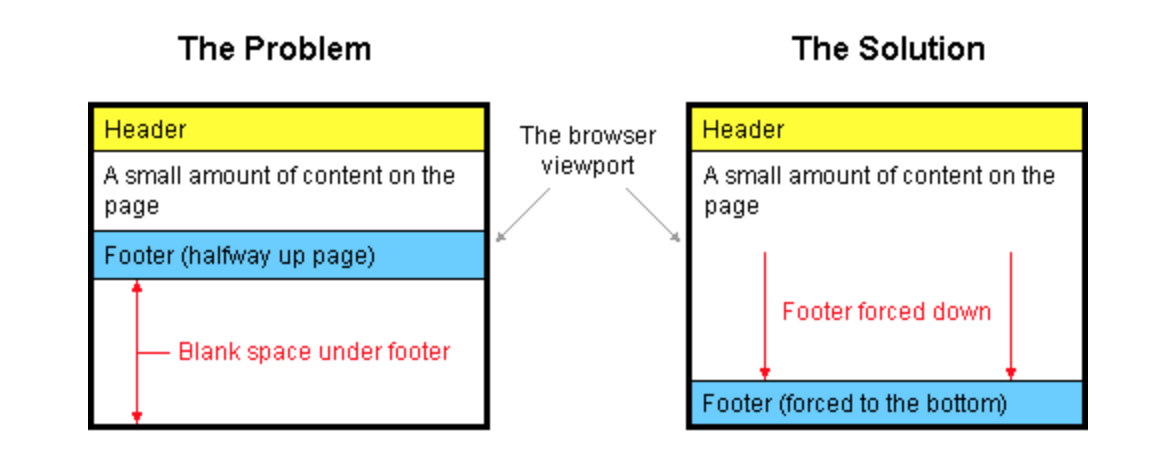 The Problem
Header
A small amount of content on the
page
Footer (halfway up page)
Blank space under footer
The browser
viewport
The Solution
Header
A small amount of content on the
page
Footer forced down
Footer (forced to the bottom)